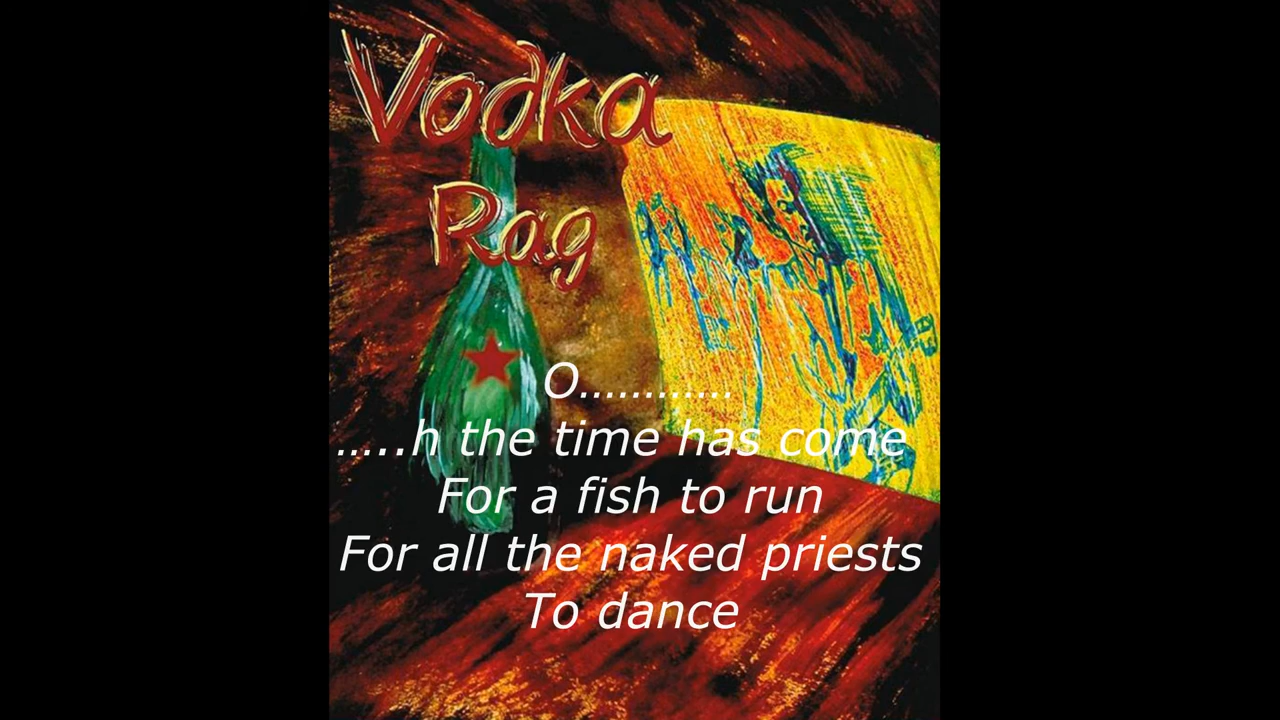 Vodka
Rag
O…………
…..h the time has come
For a fish to run
For all the naked priests
To dance